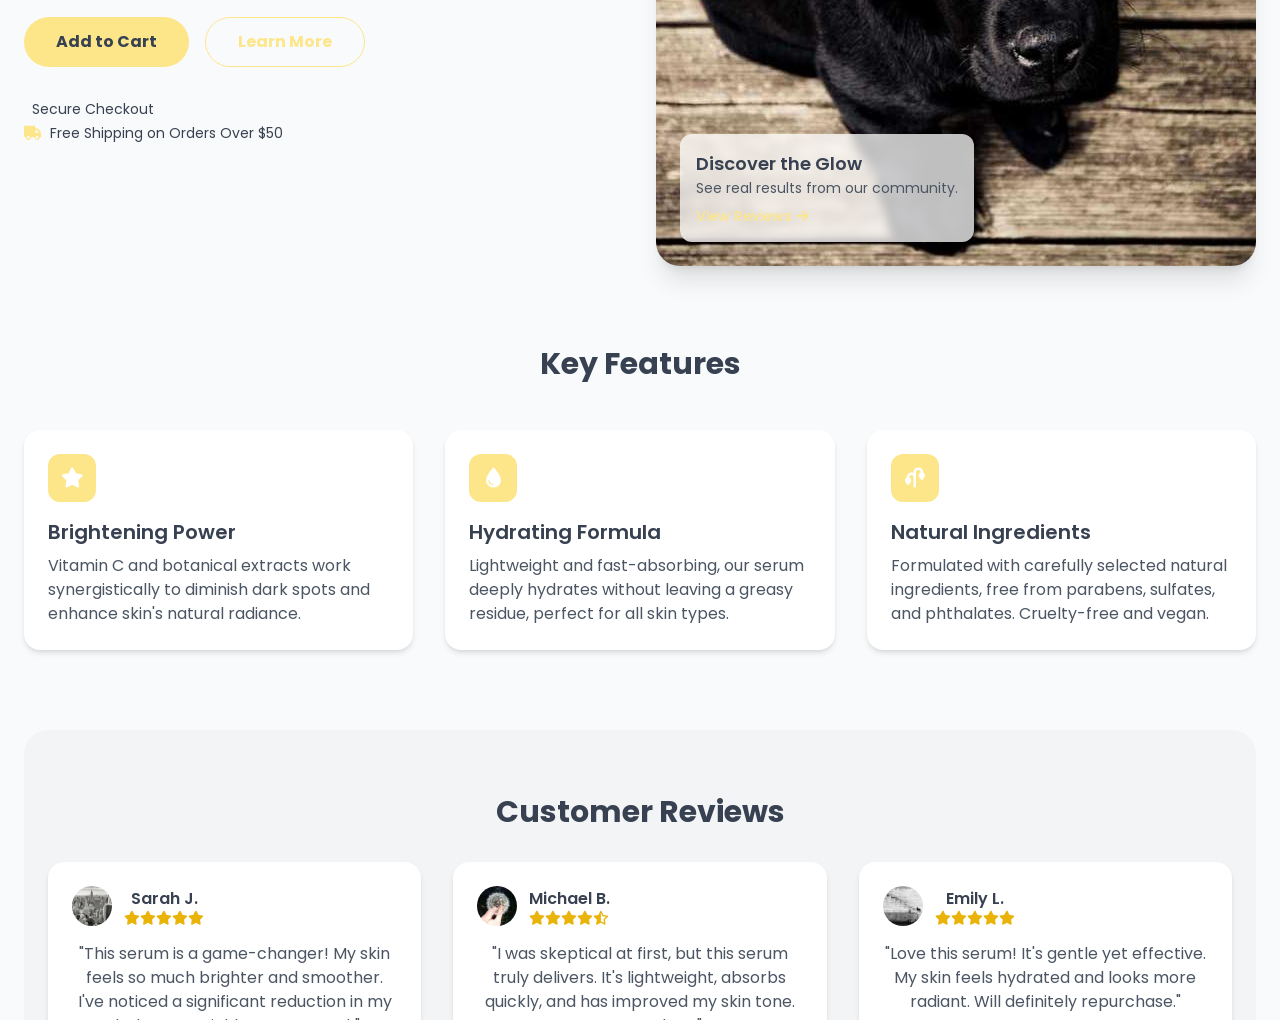 Add to Cart
Learn More
Secure Checkout
Free Shipping on Orders Over $50
Discover the Glow
See real results from our community.
View Reviews →
Key Features
Brightening Power
Vitamin C and botanical extracts work
synergistically to diminish dark spots and
enhance skin's natural radiance.
Hydrating Formula
Lightweight and fast-absorbing, our serum
deeply hydrates without leaving a greasy
residue, perfect for all skin types.
Natural Ingredients
Formulated with carefully selected natural
ingredients, free from parabens, sulfates,
and phthalates. Cruelty-free and vegan.
Customer Reviews
Sarah J.
"This serum is a game-changer! My skin
feels so much brighter and smoother.
I've noticed a significant reduction in my
Michael B.
"I was skeptical at first, but this serum
truly delivers. It's lightweight, absorbs
quickly, and has improved my skin tone.
Emily L.
"Love this serum! It's gentle yet effective.
My skin feels hydrated and looks more
radiant. Will definitely repurchase."